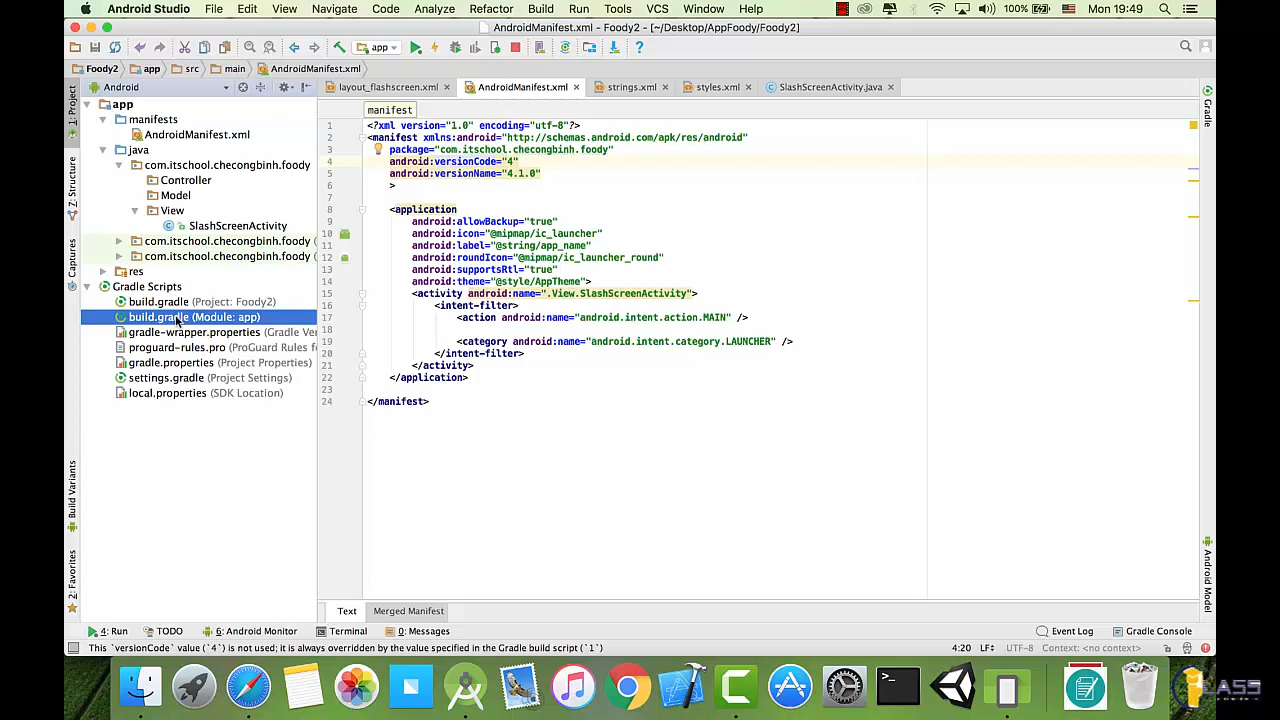 Android Studio File Edit View Navigate Code Analyze Refactor Build Run Tools VCS Window Help 100% Mon 19:49
AndroidManifest.xml - Foody2 - [~/Desktop/AppFoody/Foody2]
app
Foody2 app src main AndroidManifest.xml
Android
layout_flashscreen.xml AndroidManifest.xml strings.xml styles.xml SlashScreenActivity.java
1: Project
Z: Structure
Captures
Build Variants
2: Favorites
app
manifests
AndroidManifest.xml
java
com.itschool.checongbinh.foody
Controller
Model
View
SlashScreenActivity
com.itschool.checongbinh.foody (
com.itschool.checongbinh.foody (
res
Gradle Scripts
build.gradle (Project: Foody2)
build.gradle (Module: app)
gradle-wrapper.properties (Gradle Ver
proguard-rules.pro (ProGuard Rules f
gradle.properties (Project Properties)
settings.gradle (Project Settings)
local.properties (SDK Location)
manifest
1 <?xml version="1.0" encoding="utf-8"?>
2 <manifest xmlns:android="http://schemas.android.com/apk/res/android"
3 package="com.itschool.checongbinh.foody"
4 android:versionCode="4"
5 android:versionName="4.1.0"
6 >
7
8 <application
9 android:allowBackup="true"
10 android:icon="@mipmap/ic_launcher"
11 android:label="@string/app_name"
12 android:roundIcon="@mipmap/ic_launcher_round"
13 android:supportsRtl="true"
14 android:theme="@style/AppTheme">
15 <activity android:name=".View.SlashScreenActivity">
16 <intent-filter>
17 <action android:name="android.intent.action.MAIN" />
18
19 <category android:name="android.intent.category.LAUNCHER" />
20 </intent-filter>
21 </activity>
22 </application>
23
24 </manifest>
Gradle
Android Model
Text Merged Manifest
4: Run TODO 6: Android Monitor Terminal 0: Messages Event Log Gradle Console
This `versionCode` value (`4`) is not used; it is always overridden by the value specified in the Gradle build script (`1`) 4:20 LF÷ UTF-8 Context: <no context>
iCLASS